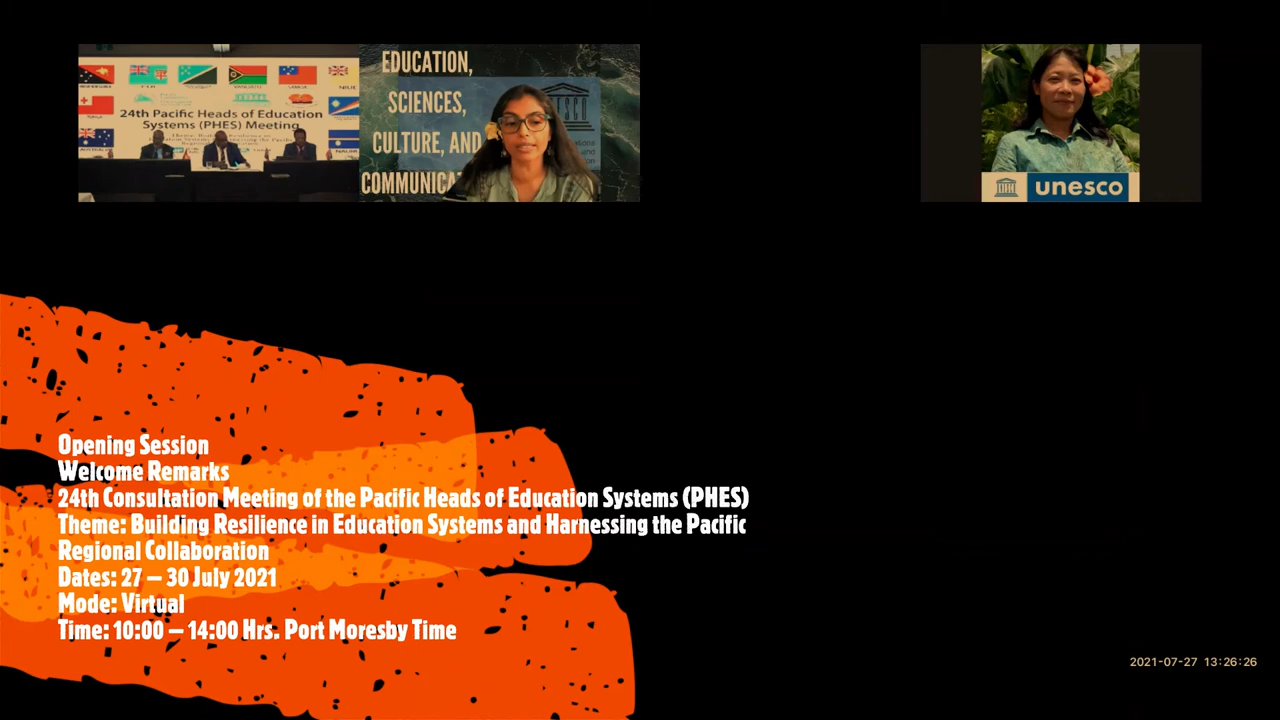 24th Pacific Heads of Education
Systems (PHES) Meeting
EDUCATION,
SCIENCES,
CULTURE, AND
unesco
Opening Session
Welcome Remarks
24th Consultation Meeting of the Pacific Heads of Education Systems (PHES)
Theme: Building Resilience in Education Systems and Harnessing the Pacific
Regional Collaboration
Dates: 27 – 30 July 2021
Mode: Virtual
Time: 10:00 – 14:00 Hrs. Port Moresby Time
2021-07-27 13:26:26